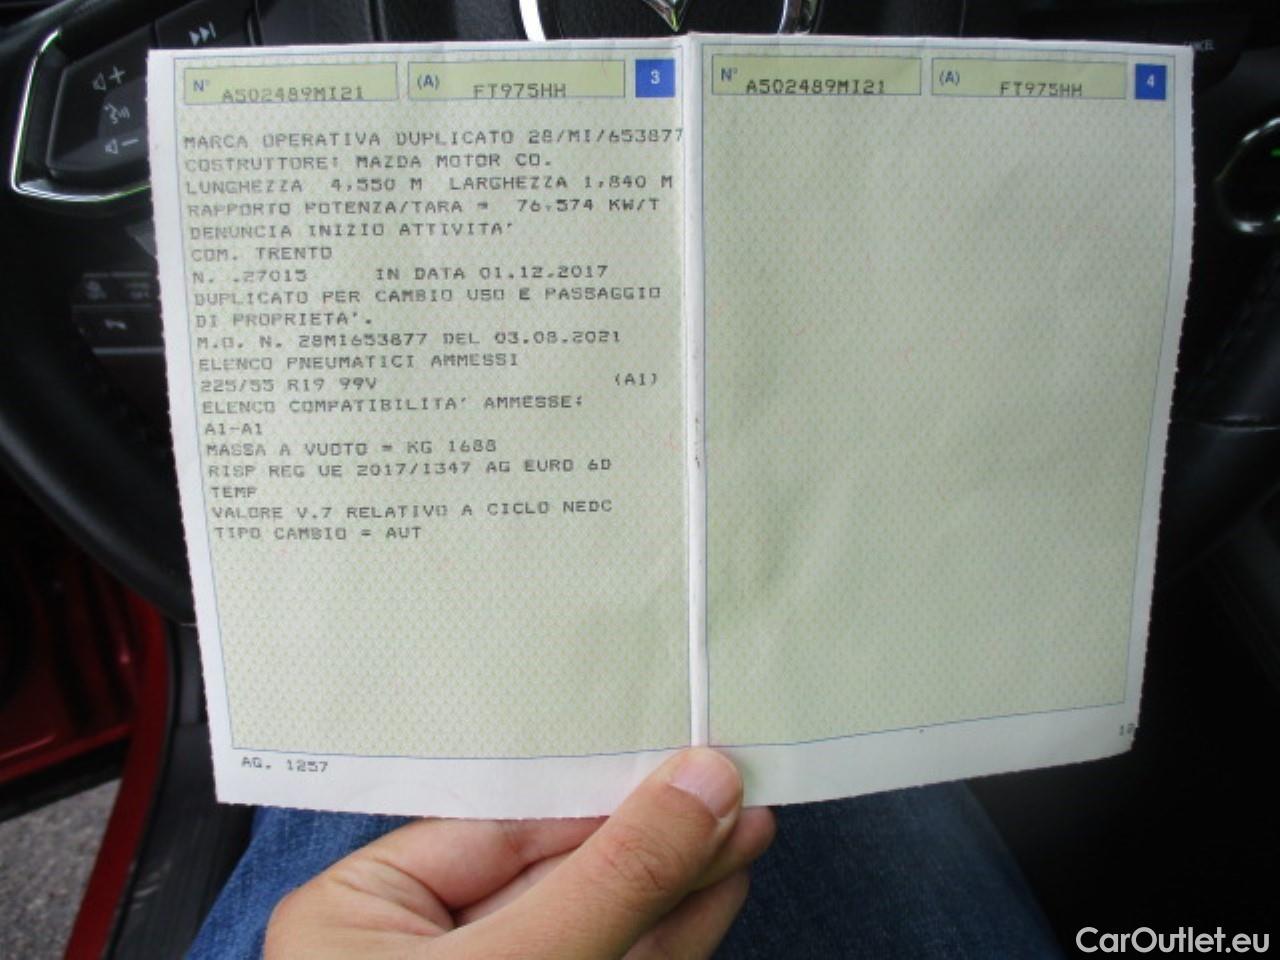 N° A502489MI21 (A) FT975HH 3
MARCA OPERATIVA DUPLICATO 28/MI/653877
COSTRUTTORE: MAZDA MOTOR CO.
LUNGHEZZA 4,550 M LARGHEZZA 1,840 M
RAPPORTO POTENZA/TARA = 76,574 KW/T
DENUNCIA INIZIO ATTIVITA'
COM. TRENTO
N. .27015 IN DATA 01.12.2017
DUPLICATO PER CAMBIO USO E PASSAGGIO
DI PROPRIETA'.
M.O. N. 28MI653877 DEL 03.08.2021
ELENCO PNEUMATICI AMMESSI
225/55 R19 99V (A1)
ELENCO COMPATIBILITA' AMMESSE:
A1-A1
MASSA A VUOTO = KG 1688
RISP REG UE 2017/1347 AG EURO 6D
TEMP
VALORE V.7 RELATIVO A CICLO NEDC
TIPO CAMBIO = AUT
AG. 1257
N° A502489MI21 (A) FT975HH 4
CarOutlet.eu